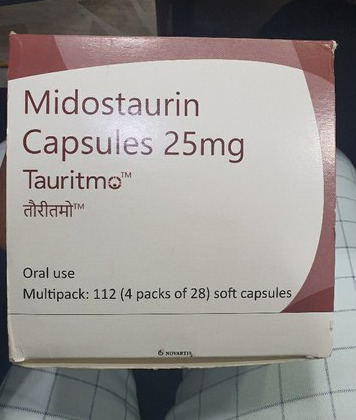 Midostaurin
Capsules 25mg
Tauritmo™
तौरीतमो™
Oral use
Multipack: 112 (4 packs of 28) soft capsules
NOVARTIS